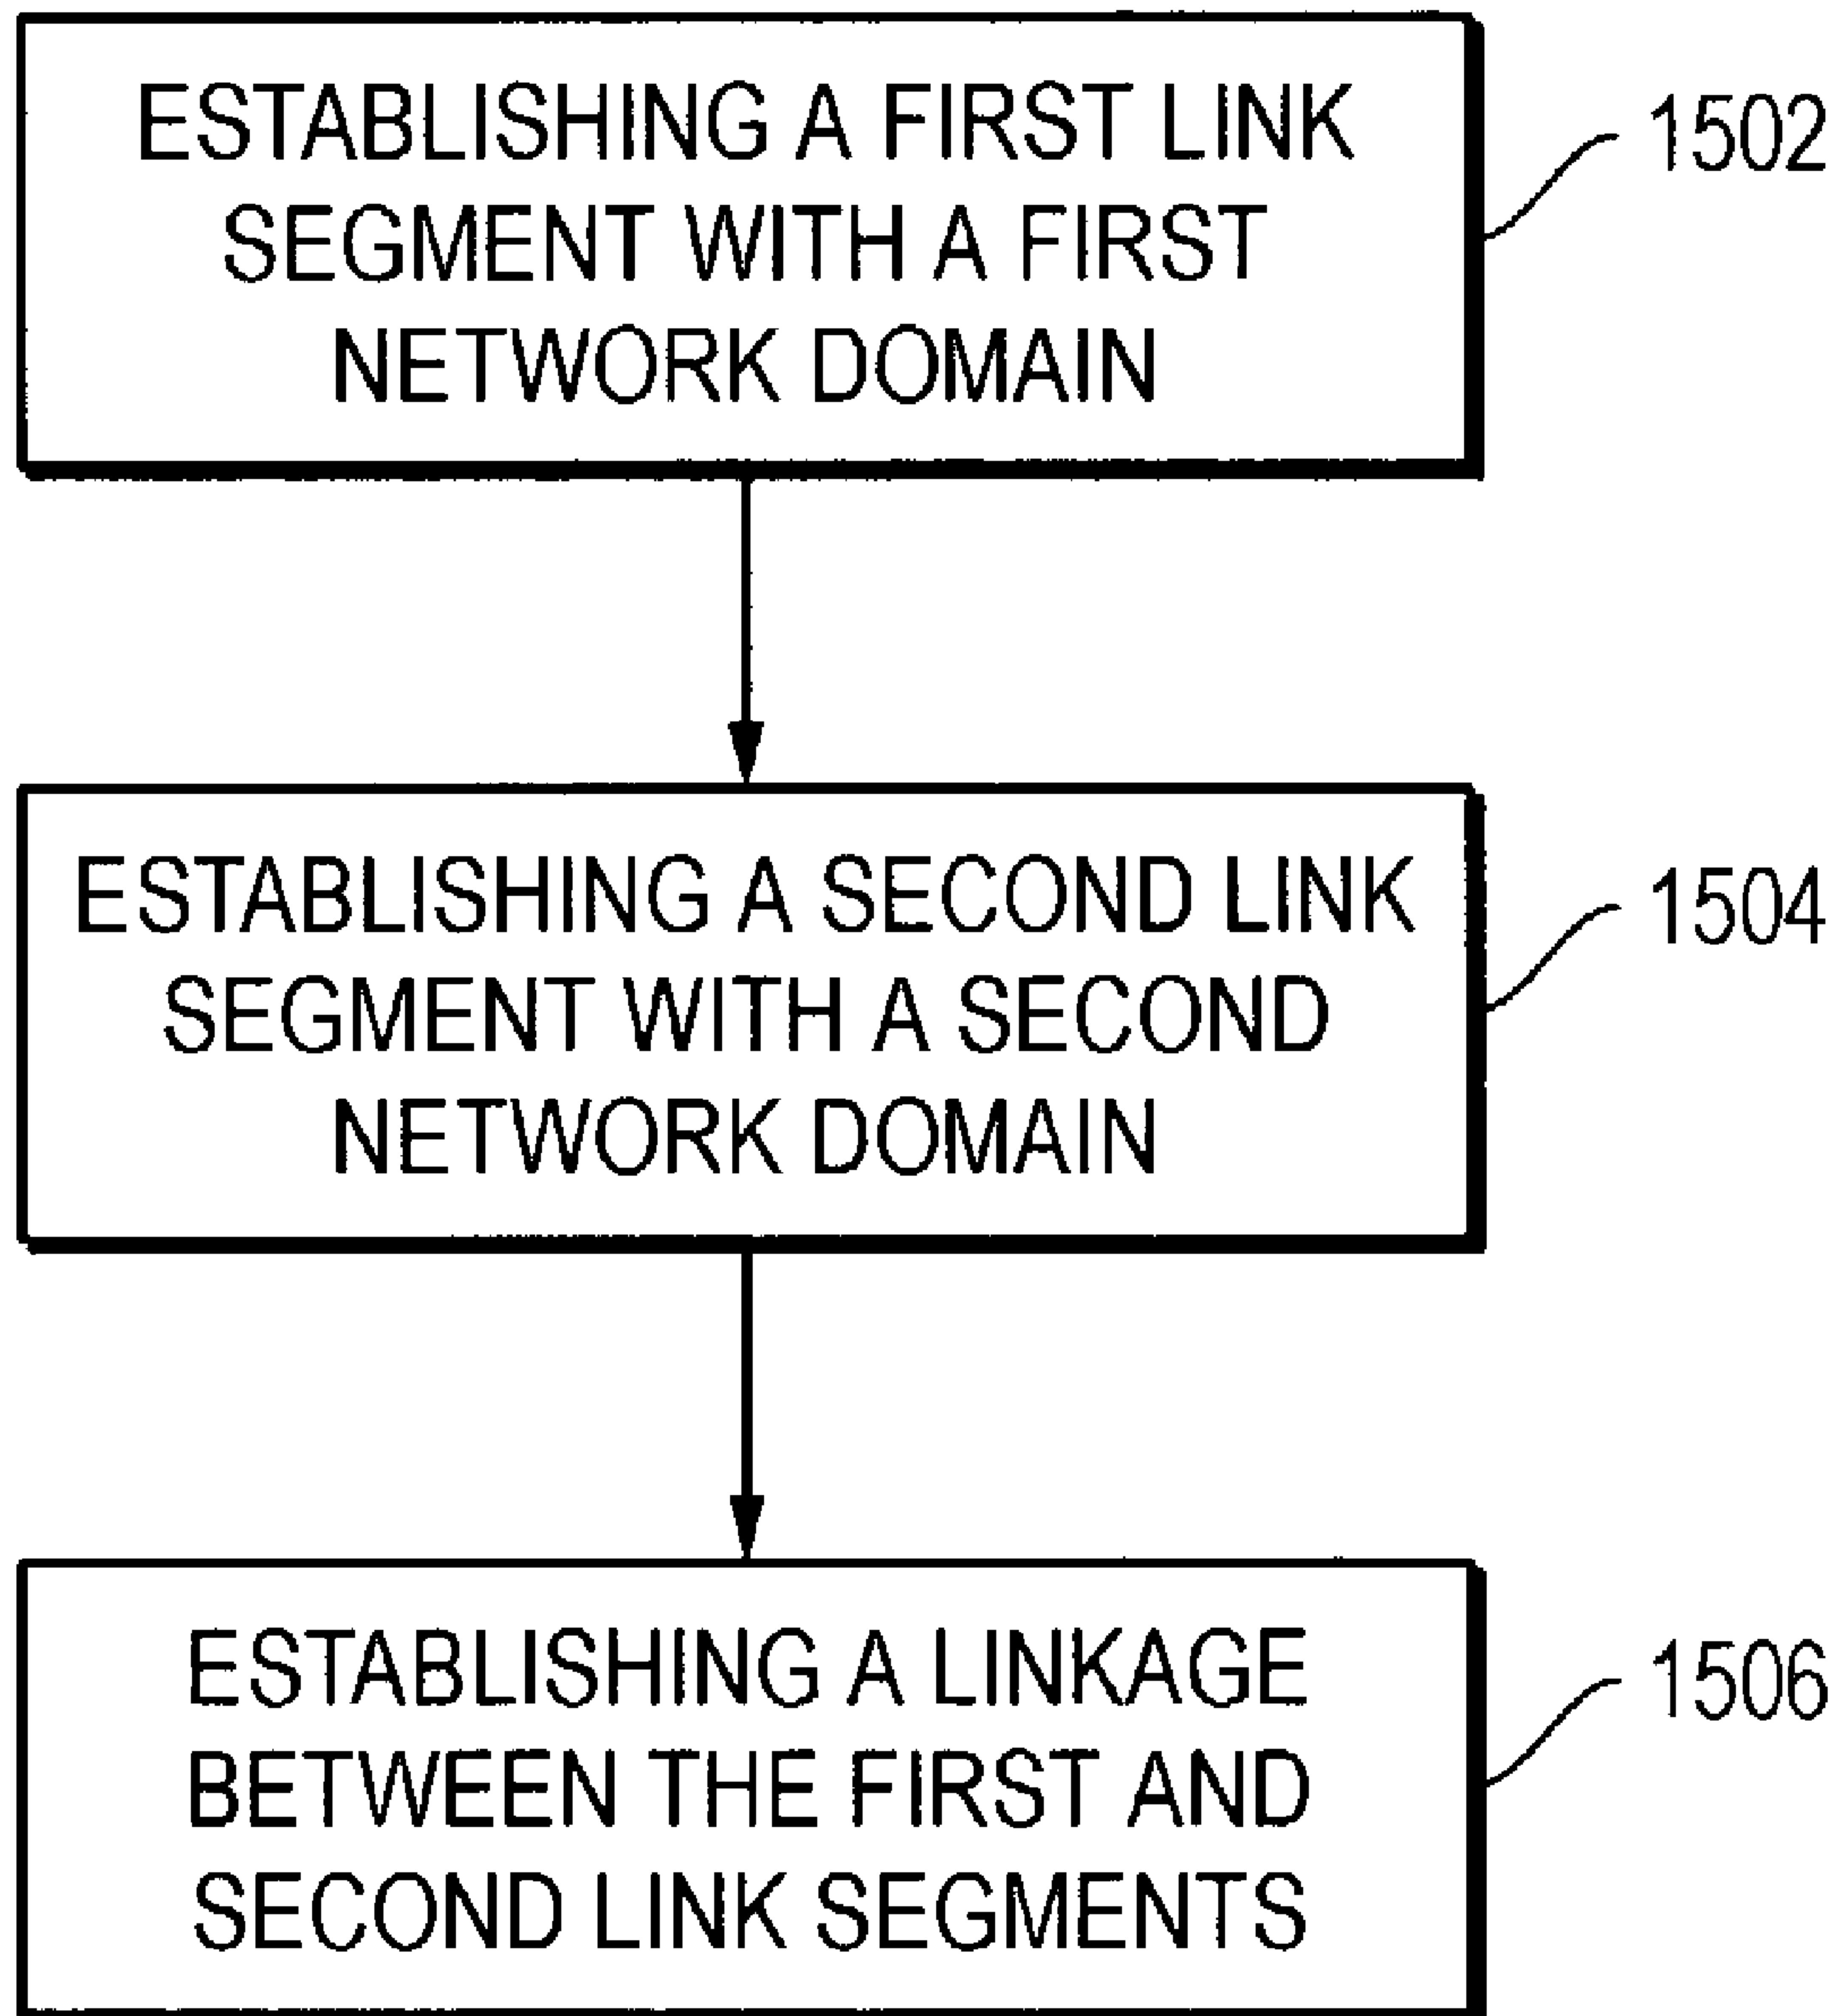 ESTABLISHING A FIRST LINK
SEGMENT WITH A FIRST
NETWORK DOMAIN
1502
ESTABLISHING A SECOND LINK
SEGMENT WITH A SECOND
NETWORK DOMAIN
1504
ESTABLISHING A LINKAGE
BETWEEN THE FIRST AND
SECOND LINK SEGMENTS
1506